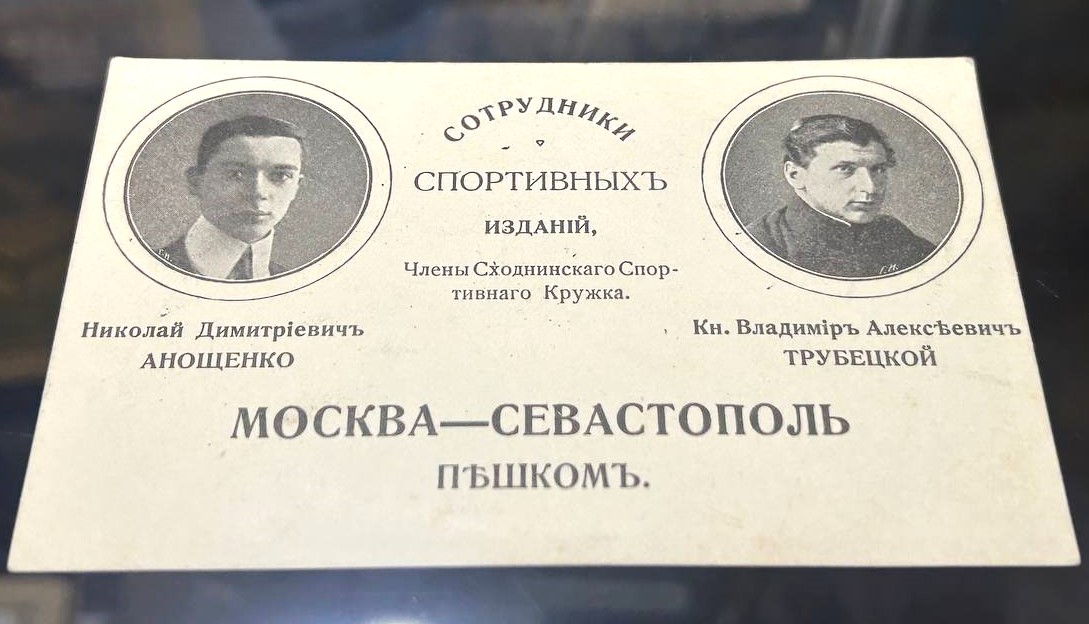 СОТРУДНИКИ
СПОРТИВНЫХЪ
ИЗДАНІЙ,
Члены Сходнинскаго Спор-
тивнаго Кружка.
Николай Димитріевичъ
АНОЩЕНКО
Кн. Владиміръ Алексѣевичъ
ТРУБЕЦКОЙ
МОСКВА—СЕВАСТОПОЛЬ
ПѢШКОМЪ.